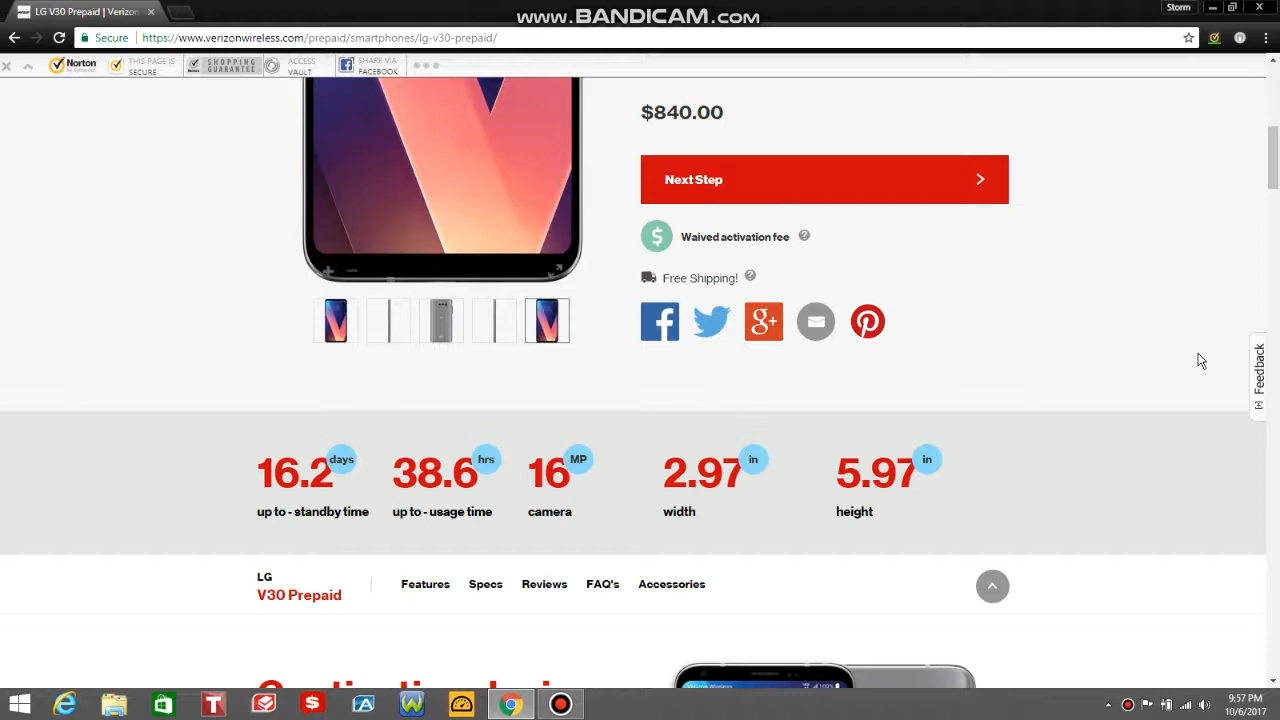 LG V30 Prepaid | Verizon
www.BANDICAM.com
Storm
Secure
https://www.verizonwireless.com/prepaid/smartphones/lg-v30-prepaid/
Norton
by Symantec
THIS PAGE IS
SECURE
SHOPPING
GUARANTEE
ACCESS
VAULT
SHARE VIA
FACEBOOK
$840.00
Next Step
Waived activation fee
Free Shipping!
[+] Feedback
16.2 days
up to - standby time
38.6 hrs
up to - usage time
16 MP
camera
2.97 in
width
5.97 in
height
LG
V30 Prepaid
Features
Specs
Reviews
FAQ's
Accessories
9:57 PM
10/6/2017